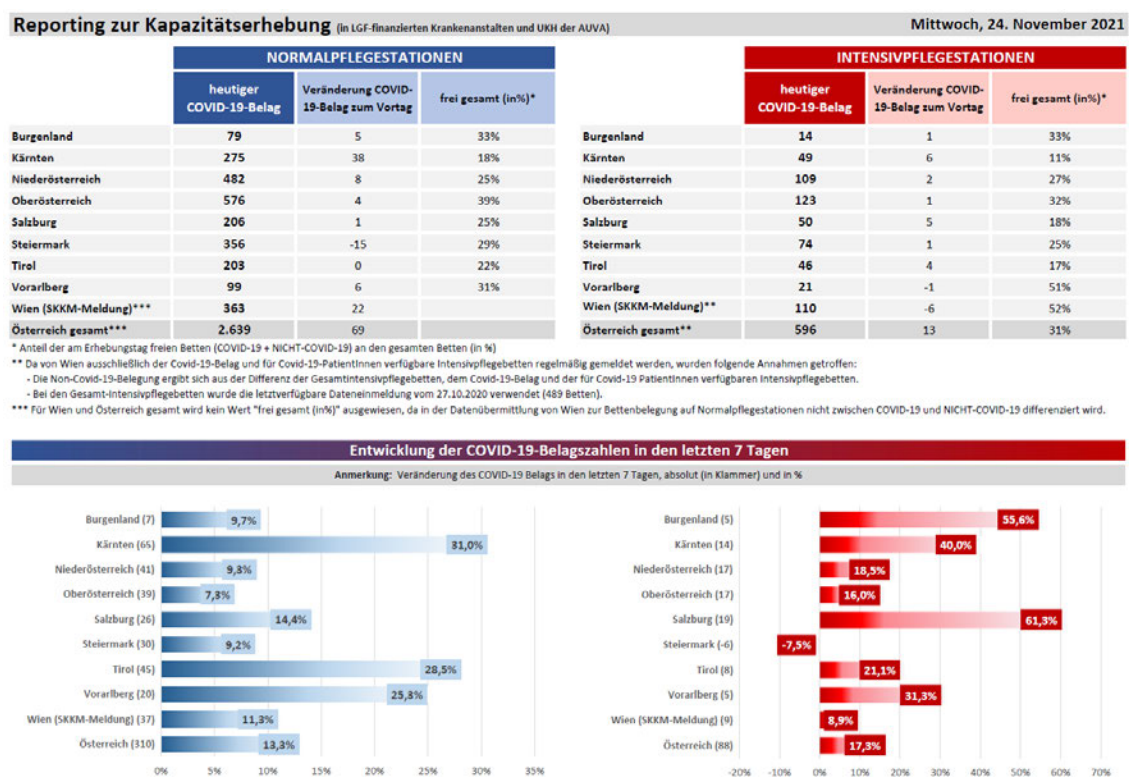 Reporting zur Kapazitätserhebung (in LGF-finanzierten Krankenanstalten und UKH der AUVA) Mittwoch, 24. November 2021
NORMALPFLEGESTATIONEN
heutiger COVID-19-Belag Veränderung COVID-19-Belag zum Vortag frei gesamt (in%)*
Burgenland 79 5 33%
Kärnten 275 38 18%
Niederösterreich 482 8 25%
Oberösterreich 576 4 39%
Salzburg 206 1 25%
Steiermark 356 -15 29%
Tirol 203 0 22%
Vorarlberg 99 6 31%
Wien (SKKM-Meldung)*** 363 22
Österreich gesamt*** 2.639 69
INTENSIVPFLEGESTATIONEN
heutiger COVID-19-Belag Veränderung COVID-19-Belag zum Vortag frei gesamt (in%)*
Burgenland 14 1 33%
Kärnten 49 6 11%
Niederösterreich 109 2 27%
Oberösterreich 123 1 32%
Salzburg 50 5 18%
Steiermark 74 1 25%
Tirol 46 4 17%
Vorarlberg 21 -1 51%
Wien (SKKM-Meldung)** 110 -6 52%
Österreich gesamt** 596 13 31%
* Anteil der am Erhebungstag freien Betten (COVID-19 + NICHT-COVID-19) an den gesamten Betten (in %)
** Da von Wien ausschließlich der Covid-19-Belag und für Covid-19-PatientInnen verfügbare Intensivpflegebetten regelmäßig gemeldet werden, wurden folgende Annahmen getroffen:
- Die Non-Covid-19-Belegung ergibt sich aus der Differenz der Gesamtintensivpflegebetten, dem Covid-19-Belag und der für Covid-19 PatientInnen verfügbaren Intensivpflegebetten.
- Bei den Gesamt-Intensivpflegebetten wurde die letztverfügbare Dateneinmeldung vom 27.10.2020 verwendet (489 Betten).
*** Für Wien und Österreich gesamt wird kein Wert "frei gesamt (in%)" ausgewiesen, da in der Datenübermittlung von Wien zur Bettenbelegung auf Normalpflegestationen nicht zwischen COVID-19 und NICHT-COVID-19 differenziert wird.
Entwicklung der COVID-19-Belagszahlen in den letzten 7 Tagen
Anmerkung: Veränderung des COVID-19 Belags in den letzten 7 Tagen, absolut (in Klammer) und in %
Burgenland (7) 9,7%
Kärnten (65) 31,0%
Niederösterreich (41) 9,3%
Oberösterreich (39) 7,3%
Salzburg (26) 14,4%
Steiermark (30) 9,2%
Tirol (45) 28,5%
Vorarlberg (20) 25,3%
Wien (SKKM-Meldung) (37) 11,3%
Österreich (310) 13,3%
0% 5% 10% 15% 20% 25% 30% 35%
Burgenland (5) 55,6%
Kärnten (14) 40,0%
Niederösterreich (17) 18,5%
Oberösterreich (17) 16,0%
Salzburg (19) 61,3%
Steiermark (-6) -7,5%
Tirol (8) 21,1%
Vorarlberg (5) 31,3%
Wien (SKKM-Meldung) (9) 8,9%
Österreich (88) 17,3%
-20% -10% 0% 10% 20% 30% 40% 50% 60% 70%